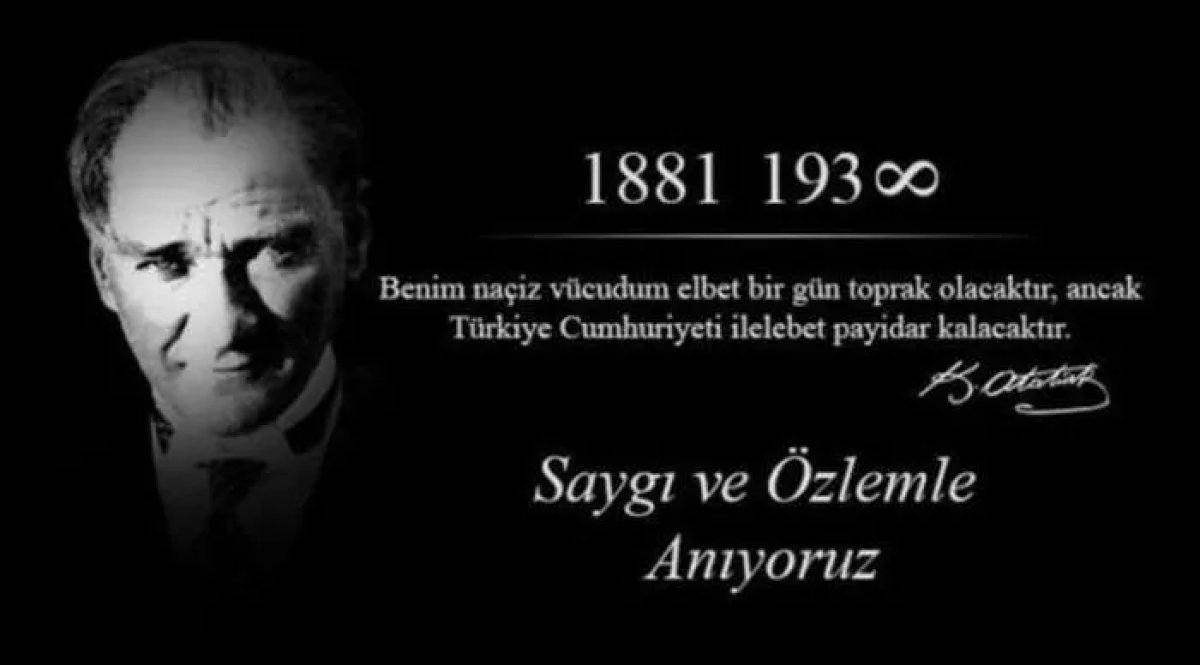 1881 193∞
Benim naçiz vücudum elbet bir gün toprak olacaktır, ancak
Türkiye Cumhuriyeti ilelebet payidar kalacaktır.
K. Atatürk
Saygı ve Özlemle
Anıyoruz